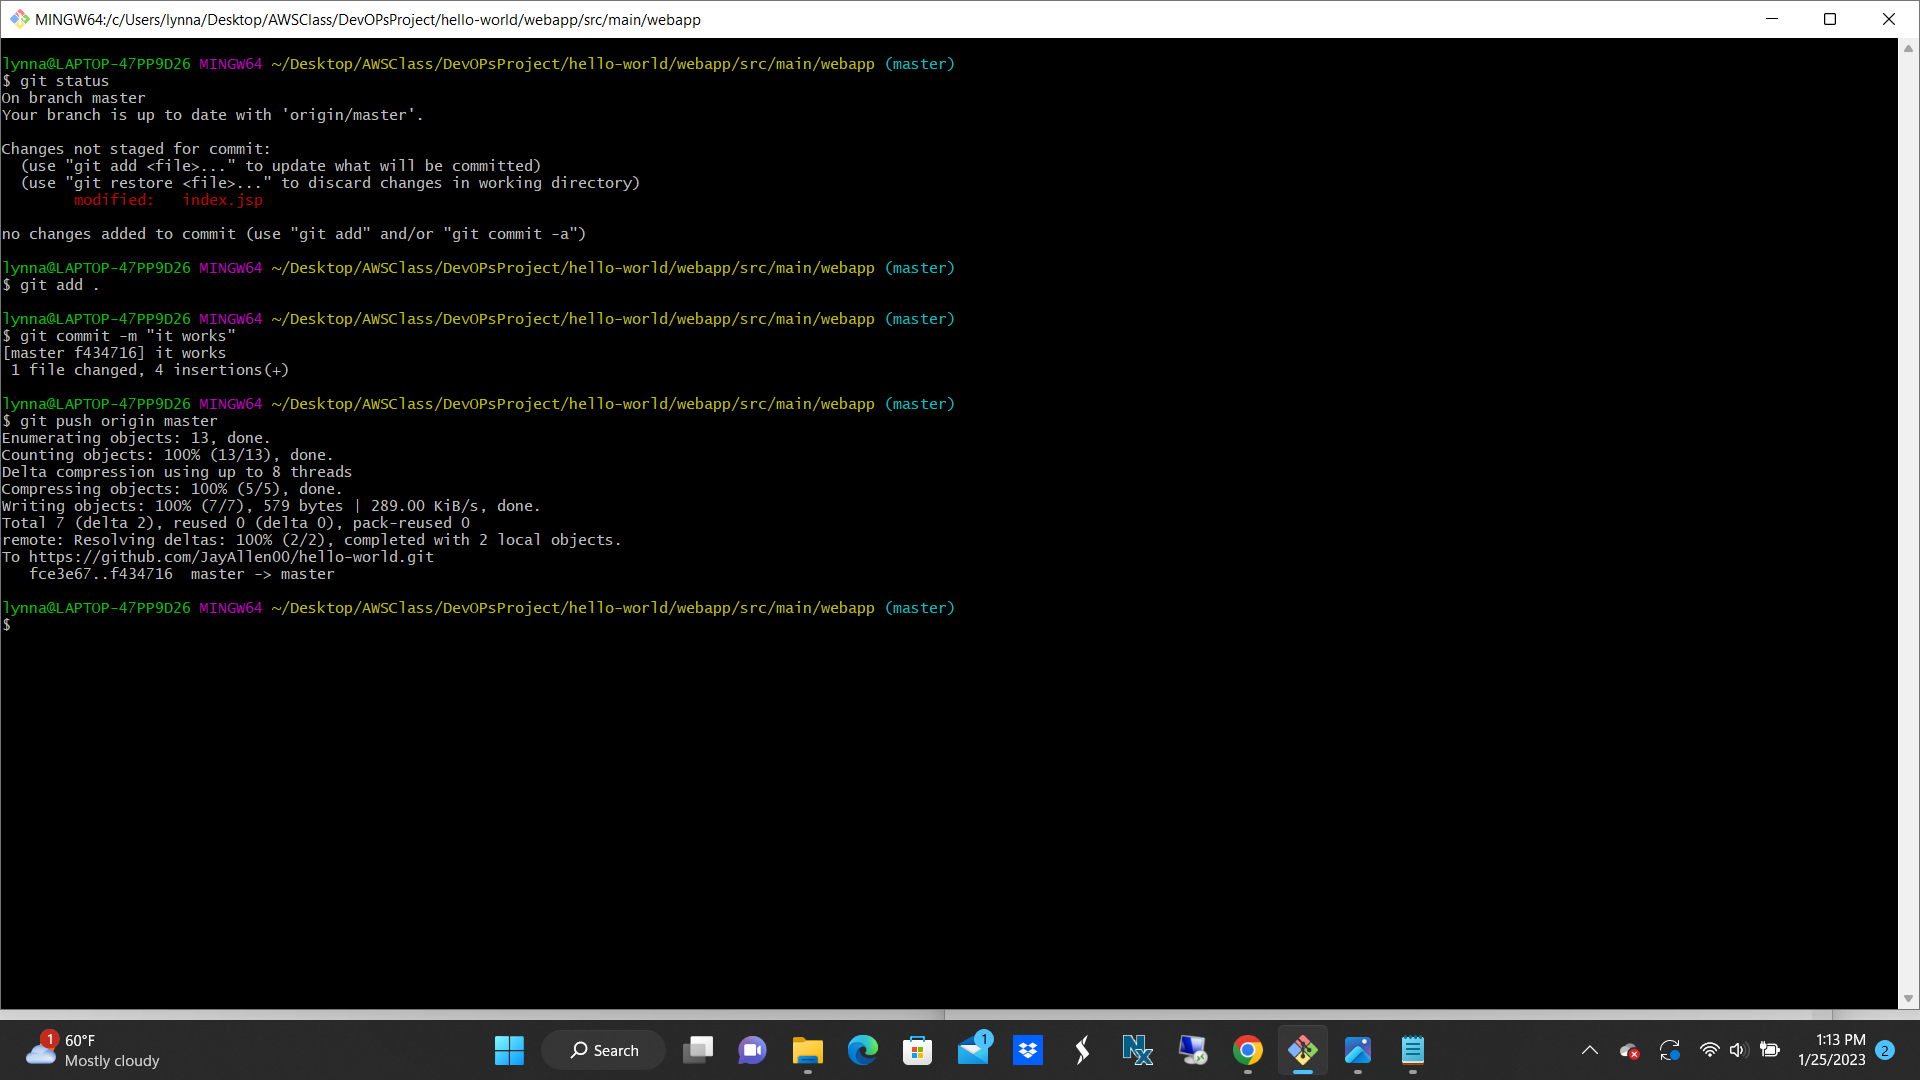 MINGW64:/c/Users/lynna/Desktop/AWSClass/DevOPsProject/hello-world/webapp/src/main/webapp
lynna@LAPTOP-47PP9D26 MINGW64 ~/Desktop/AWSClass/DevOPsProject/hello-world/webapp/src/main/webapp (master)
$ git status
On branch master
Your branch is up to date with 'origin/master'.
Changes not staged for commit:
  (use "git add <file>..." to update what will be committed)
  (use "git restore <file>..." to discard changes in working directory)
        modified:   index.jsp
no changes added to commit (use "git add" and/or "git commit -a")
lynna@LAPTOP-47PP9D26 MINGW64 ~/Desktop/AWSClass/DevOPsProject/hello-world/webapp/src/main/webapp (master)
$ git add .
lynna@LAPTOP-47PP9D26 MINGW64 ~/Desktop/AWSClass/DevOPsProject/hello-world/webapp/src/main/webapp (master)
$ git commit -m "it works"
[master f434716] it works
 1 file changed, 4 insertions(+)
lynna@LAPTOP-47PP9D26 MINGW64 ~/Desktop/AWSClass/DevOPsProject/hello-world/webapp/src/main/webapp (master)
$ git push origin master
Enumerating objects: 13, done.
Counting objects: 100% (13/13), done.
Delta compression using up to 8 threads
Compressing objects: 100% (5/5), done.
Writing objects: 100% (7/7), 579 bytes | 289.00 KiB/s, done.
Total 7 (delta 2), reused 0 (delta 0), pack-reused 0
remote: Resolving deltas: 100% (2/2), completed with 2 local objects.
To https://github.com/JayAllen00/hello-world.git
   fce3e67..f434716  master -> master
lynna@LAPTOP-47PP9D26 MINGW64 ~/Desktop/AWSClass/DevOPsProject/hello-world/webapp/src/main/webapp (master)
$
1
60°F
Mostly cloudy
Search
1
Nx
1:13 PM
1/25/2023
2